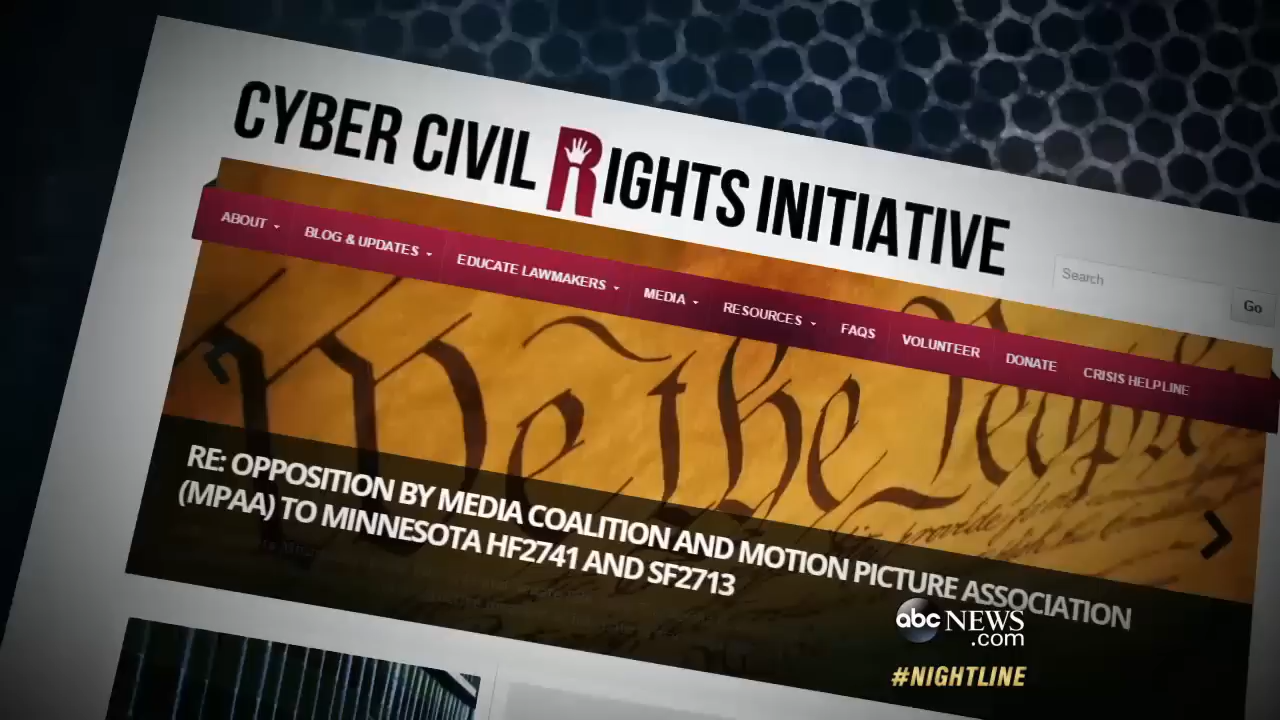 CYBER CIVIL RIGHTS INITIATIVE
Search
Go
ABOUT
BLOG & UPDATES
EDUCATE LAWMAKERS
MEDIA
RESOURCES
FAQS
VOLUNTEER
DONATE
CRISIS HELPLINE
We the People
RE: OPPOSITION BY MEDIA COALITION AND MOTION PICTURE ASSOCIATION
(MPAA) TO MINNESOTA HF2741 AND SF2713
abc NEWS
.com
#NIGHTLINE